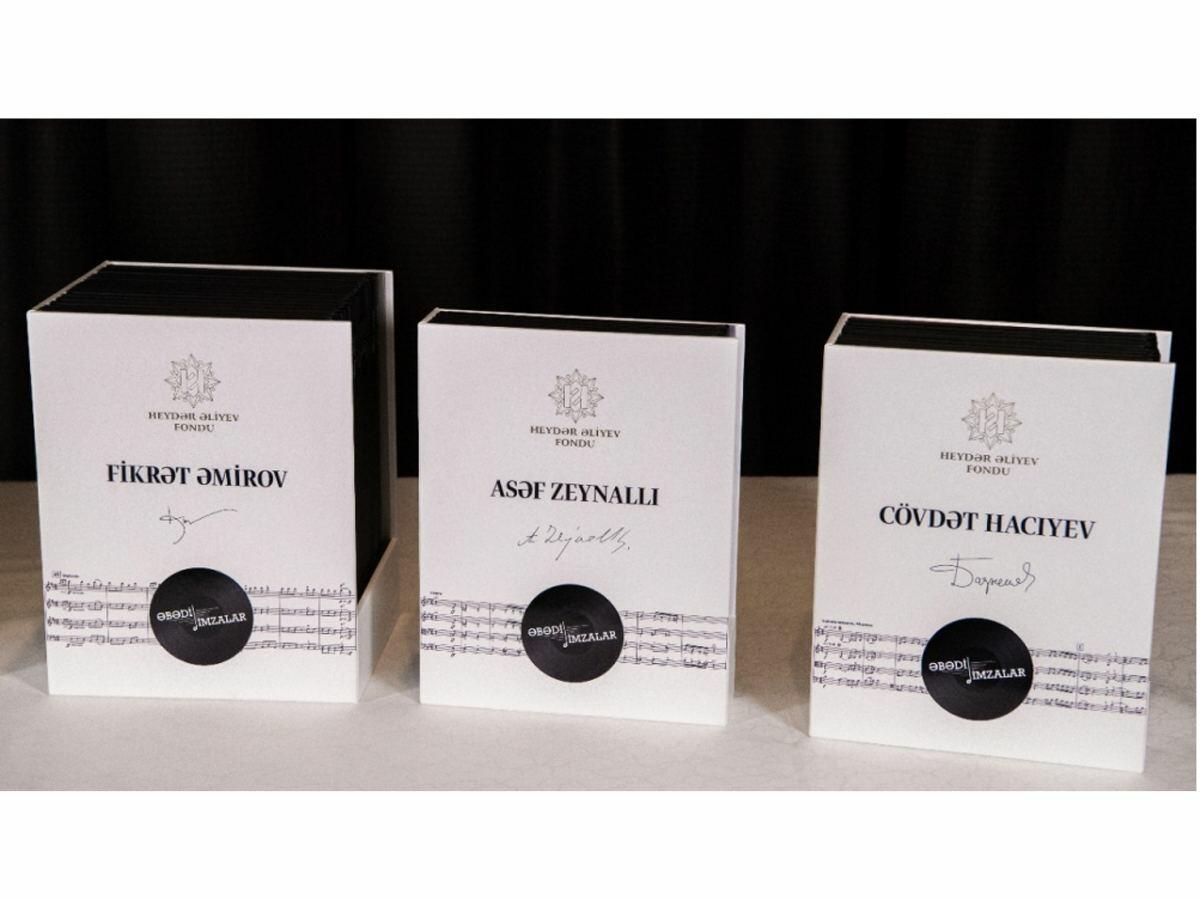 HEYDƏR ƏLİYEV
FONDU
FİKRƏT ƏMİROV
ƏBƏDİ
İMZALAR
HEYDƏR ƏLİYEV
FONDU
ASƏF ZEYNALLI
A. Zejnallь.
ƏBƏDİ
İMZALAR
HEYDƏR ƏLİYEV
FONDU
CÖVDƏT HACIYEV
ƏBƏDİ
İMZALAR